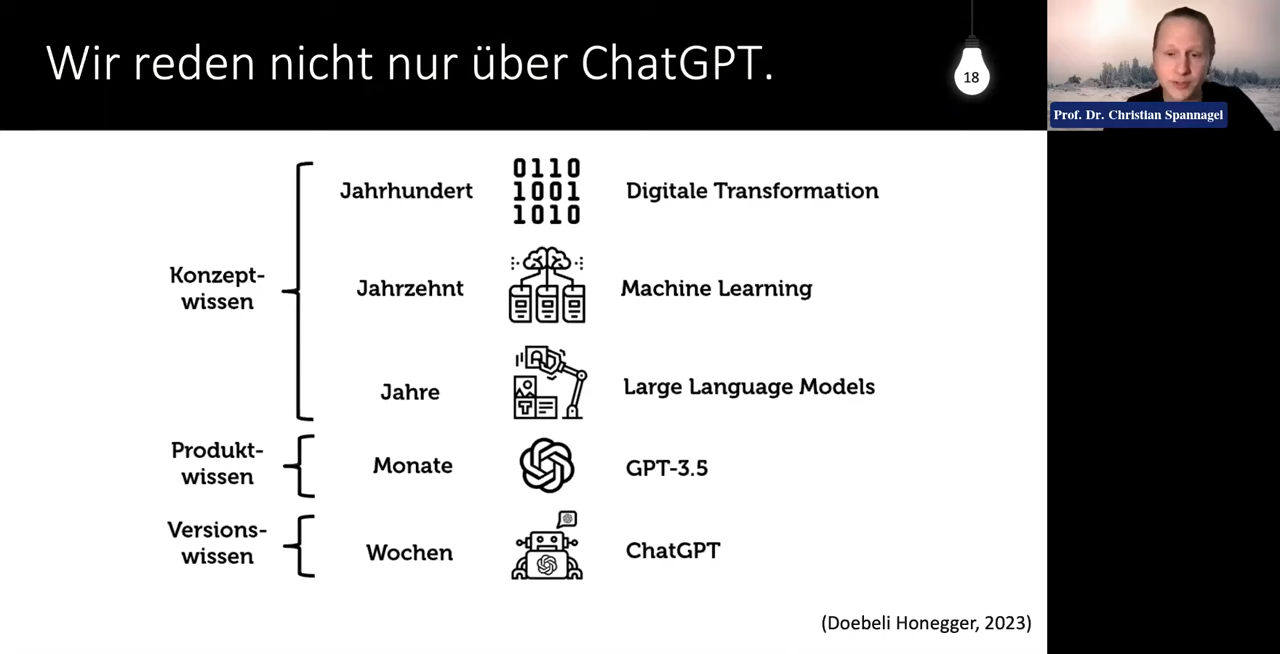 Wir reden nicht nur über ChatGPT.
18
Prof. Dr. Christian Spannagel
Jahrhundert
0110
1001
1010
Digitale Transformation
Konzept-
wissen
Jahrzehnt
Machine Learning
Jahre
T
Large Language Models
Produkt-
wissen
Monate
GPT-3.5
Versions-
wissen
Wochen
ChatGPT
(Doebeli Honegger, 2023)